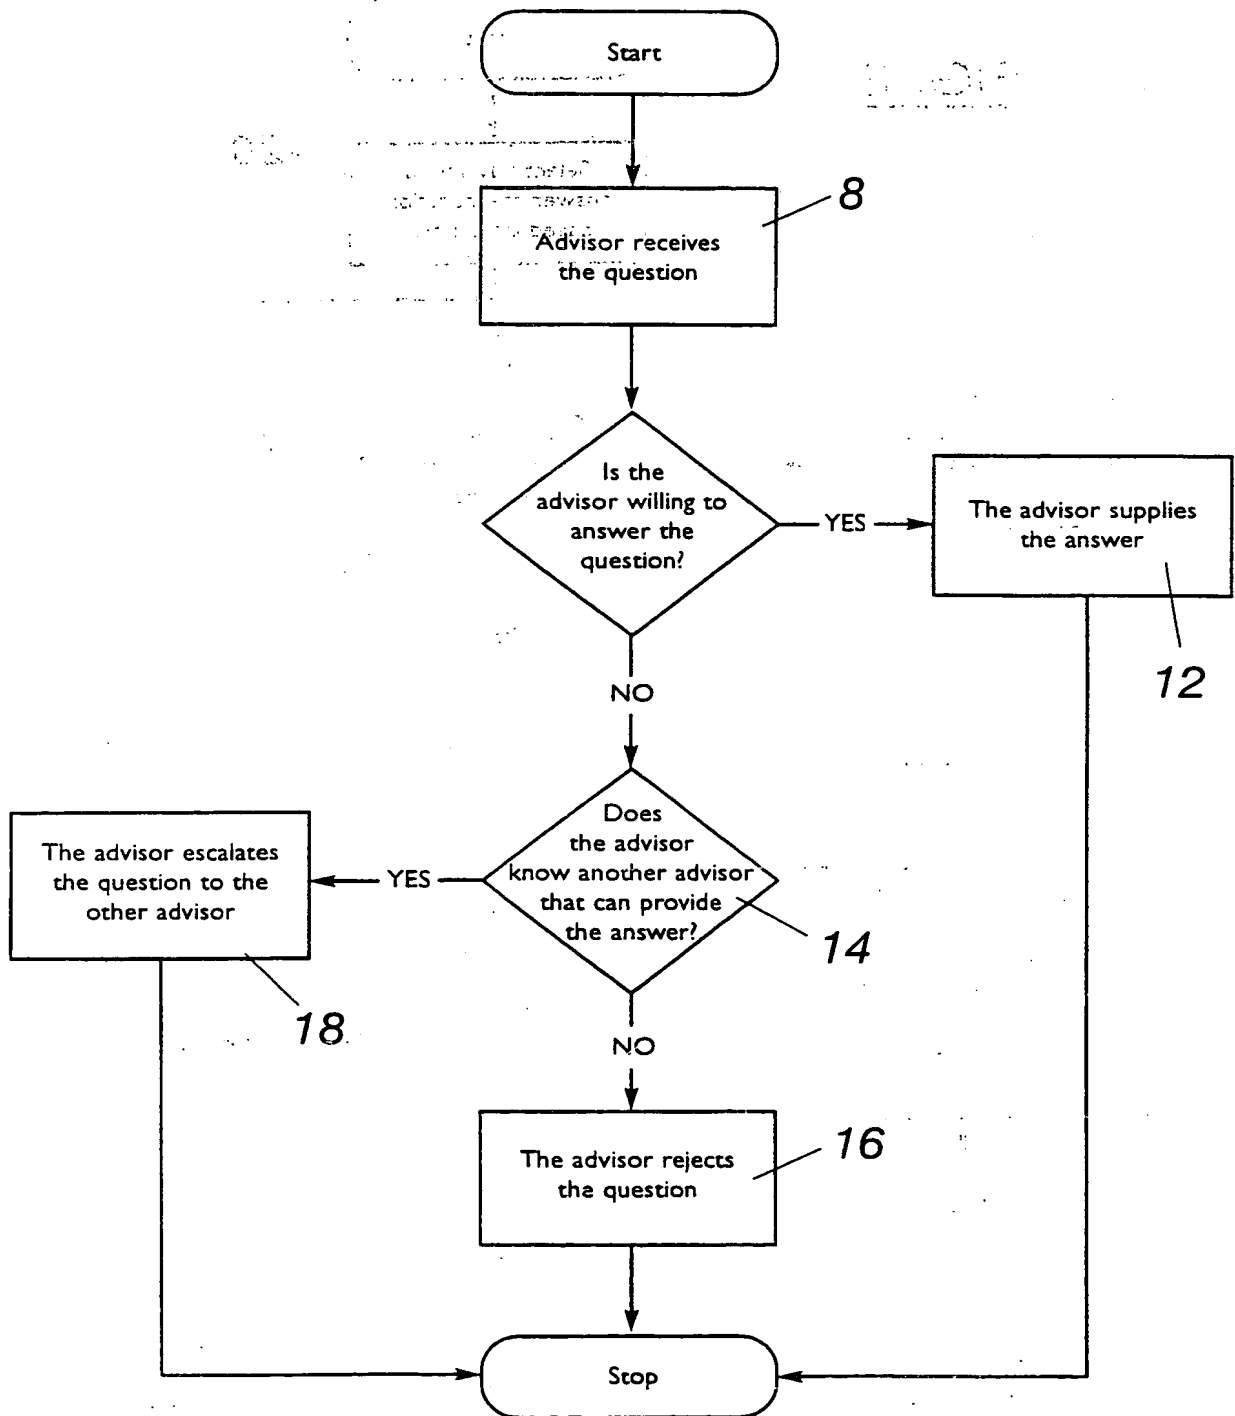 Start
8
Advisor receives
the question
Is the
advisor willing to
answer the
question?
YES
The advisor supplies
the answer
12
NO
Does
the advisor
know another advisor
that can provide
the answer?
14
YES
The advisor escalates
the question to the
other advisor
18
NO
The advisor rejects
the question
16
Stop